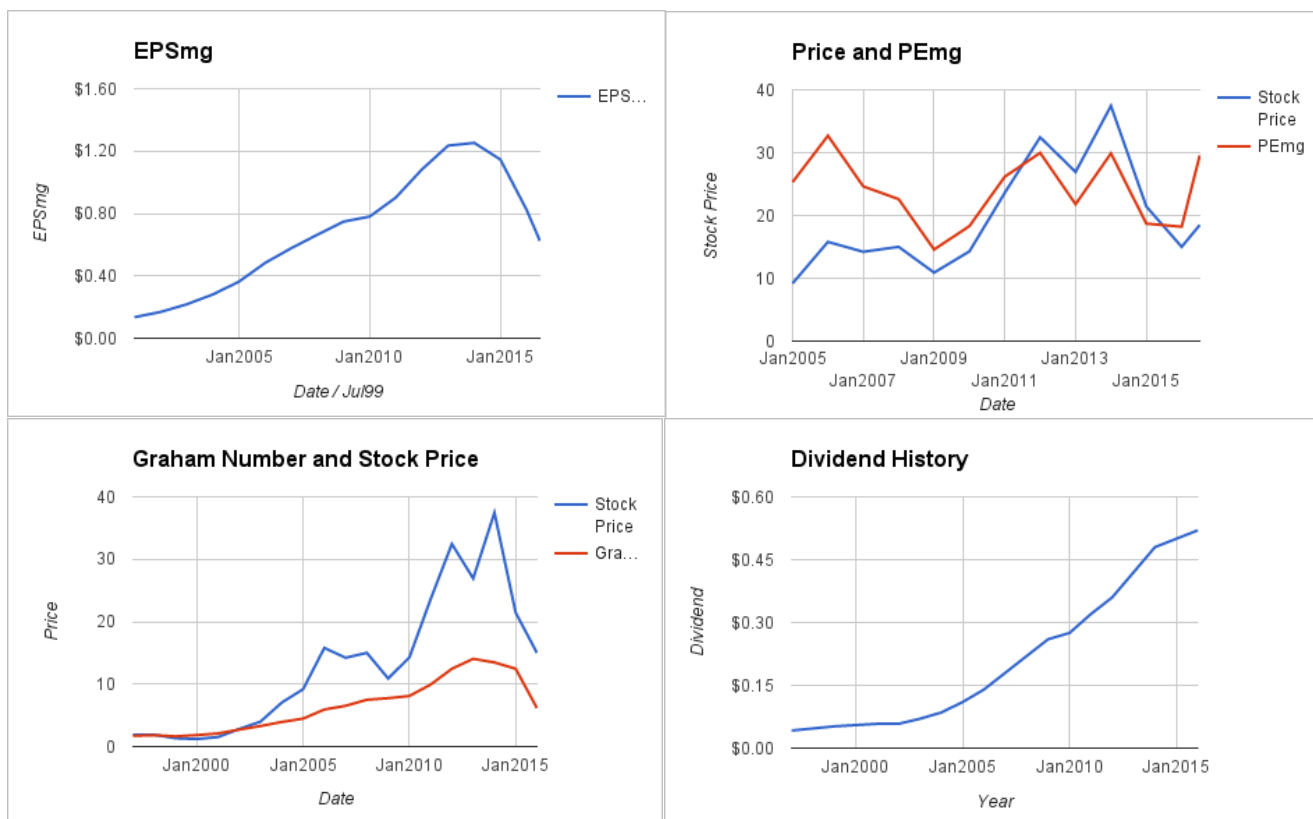 EPSmg
$1.60
$1.20
$0.80
$0.40
$0.00
EPSmg
Jan2005 Jan2010 Jan2015
Date / Jul99
EPS...
Price and PEmg
40
30
20
10
0
Stock Price
Jan2005 Jan2009 Jan2013
Jan2007 Jan2011 Jan2015
Date
Stock
Price
PEmg
Graham Number and Stock Price
40
30
20
10
0
Price
Jan2000 Jan2005 Jan2010 Jan2015
Date
Stock
Price
Gra...
Dividend History
$0.60
$0.45
$0.30
$0.15
$0.00
Dividend
Jan2000 Jan2005 Jan2010 Jan2015
Year